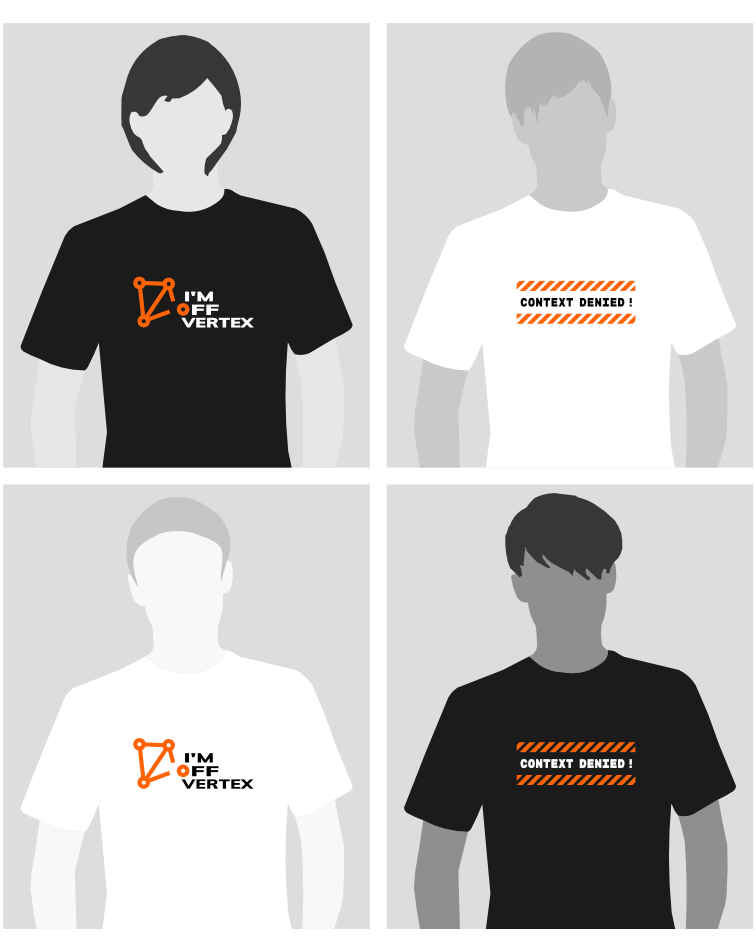 I'M
OFF
VERTEX
CONTEXT DENIED !
I'M
OFF
VERTEX
CONTEXT DENIED !